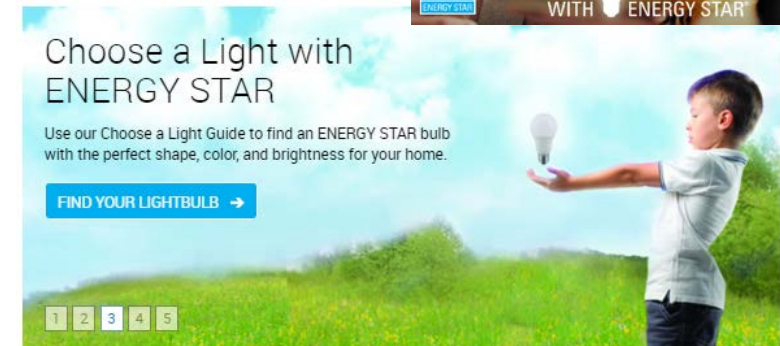 ENERGY STAR
WITH ENERGY STAR®
Choose a Light with
ENERGY STAR
Use our Choose a Light Guide to find an ENERGY STAR bulb
with the perfect shape, color, and brightness for your home.
FIND YOUR LIGHTBULB →
1 2 3 4 5